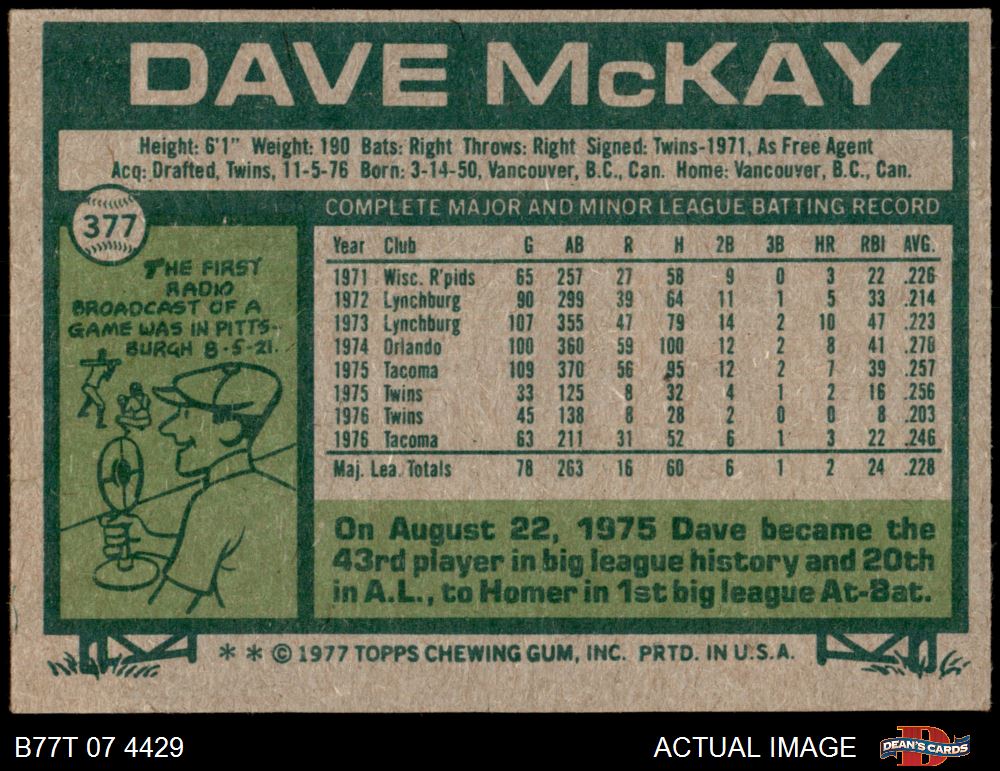 DAVE McKAY
Height: 6'1" Weight: 190 Bats: Right Throws: Right Signed: Twins-1971, As Free Agent
Acq: Drafted, Twins, 11-5-76 Born: 3-14-50, Vancouver, B.C., Can. Home: Vancouver, B.C., Can.
377
COMPLETE MAJOR AND MINOR LEAGUE BATTING RECORD
THE FIRST
RADIO
BROADCAST OF A
GAME WAS IN PITTS-
BURGH 8-5-21.
Year Club G AB R H 2B 3B HR RBI AVG.
1971 Wisc. R'pids 65 257 27 58 9 0 3 22 .226
1972 Lynchburg 90 299 39 64 11 1 5 33 .214
1973 Lynchburg 107 355 47 79 14 2 10 47 .223
1974 Orlando 100 360 59 100 12 2 8 41 .278
1975 Tacoma 109 370 56 95 12 2 7 39 .257
1975 Twins 33 125 8 32 4 1 2 16 .256
1976 Twins 45 138 8 28 2 0 0 8 .203
1976 Tacoma 63 211 31 52 6 1 3 22 .246
Maj. Lea. Totals 78 263 16 60 6 1 2 24 .228
On August 22, 1975 Dave became the
43rd player in big league history and 20th
in A.L., to Homer in 1st big league At-Bat.
* * © 1977 TOPPS CHEWING GUM, INC. PRTD. IN U.S.A.
B77T 07 4429
ACTUAL IMAGE
DEAN'S CARDS